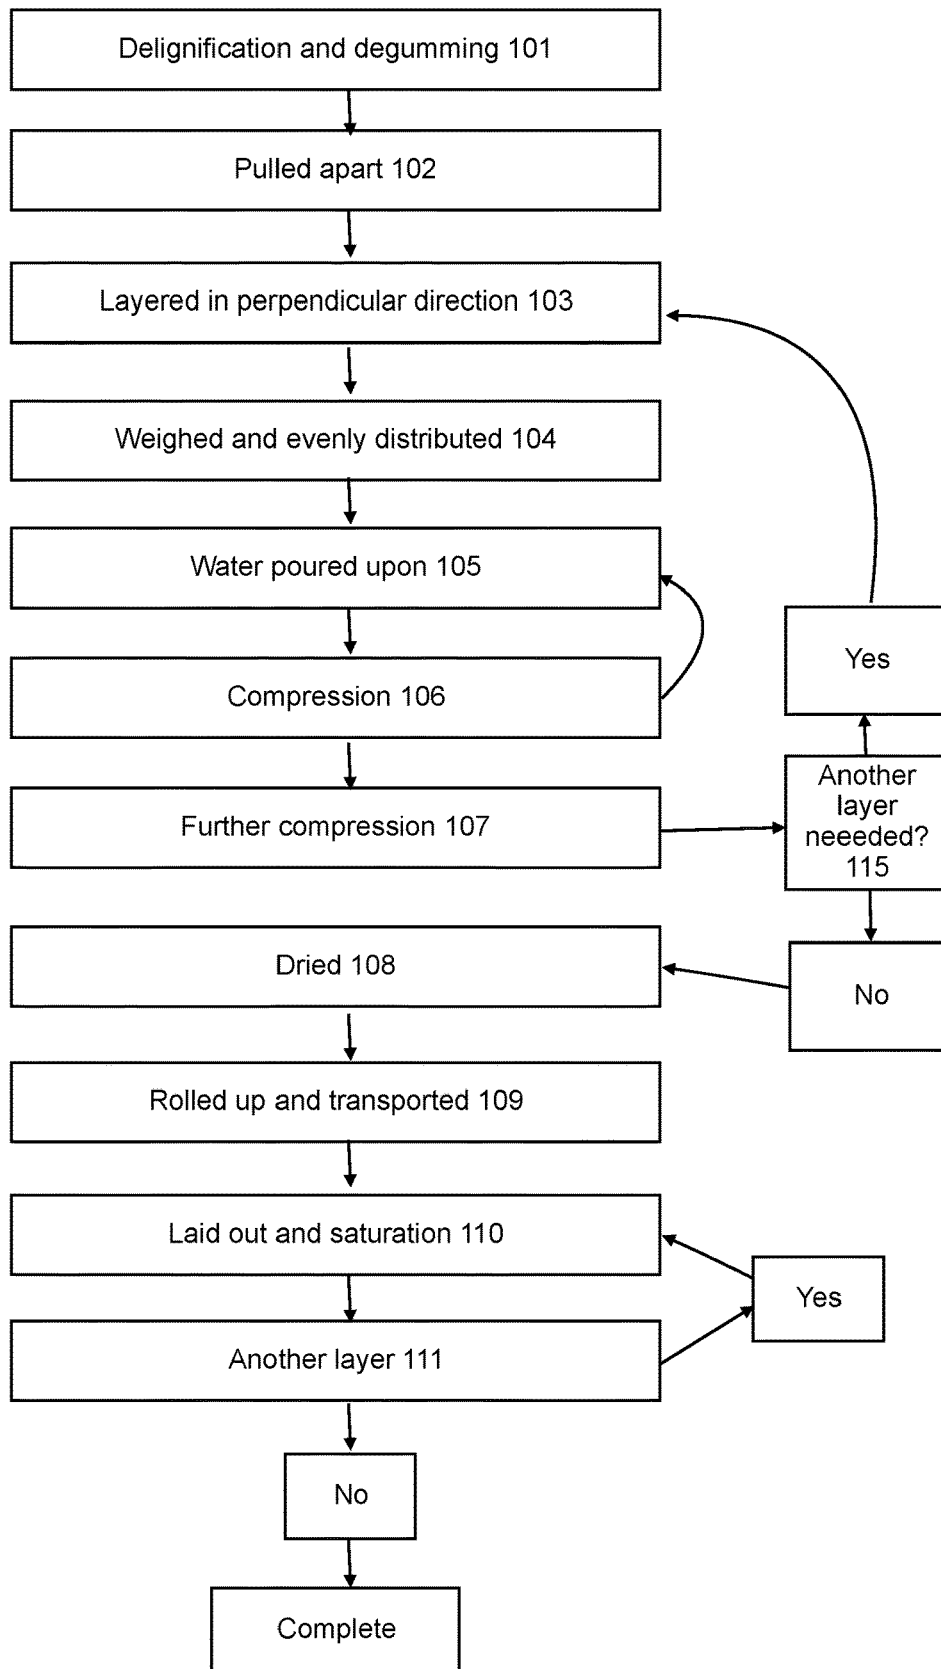 Delignification and degumming 101
Pulled apart 102
Layered in perpendicular direction 103
Weighed and evenly distributed 104
Water poured upon 105
Compression 106
Yes
Further compression 107
Another
layer
neeeded?
115
Dried 108
No
Rolled up and transported 109
Laid out and saturation 110
Yes
Another layer 111
No
Complete